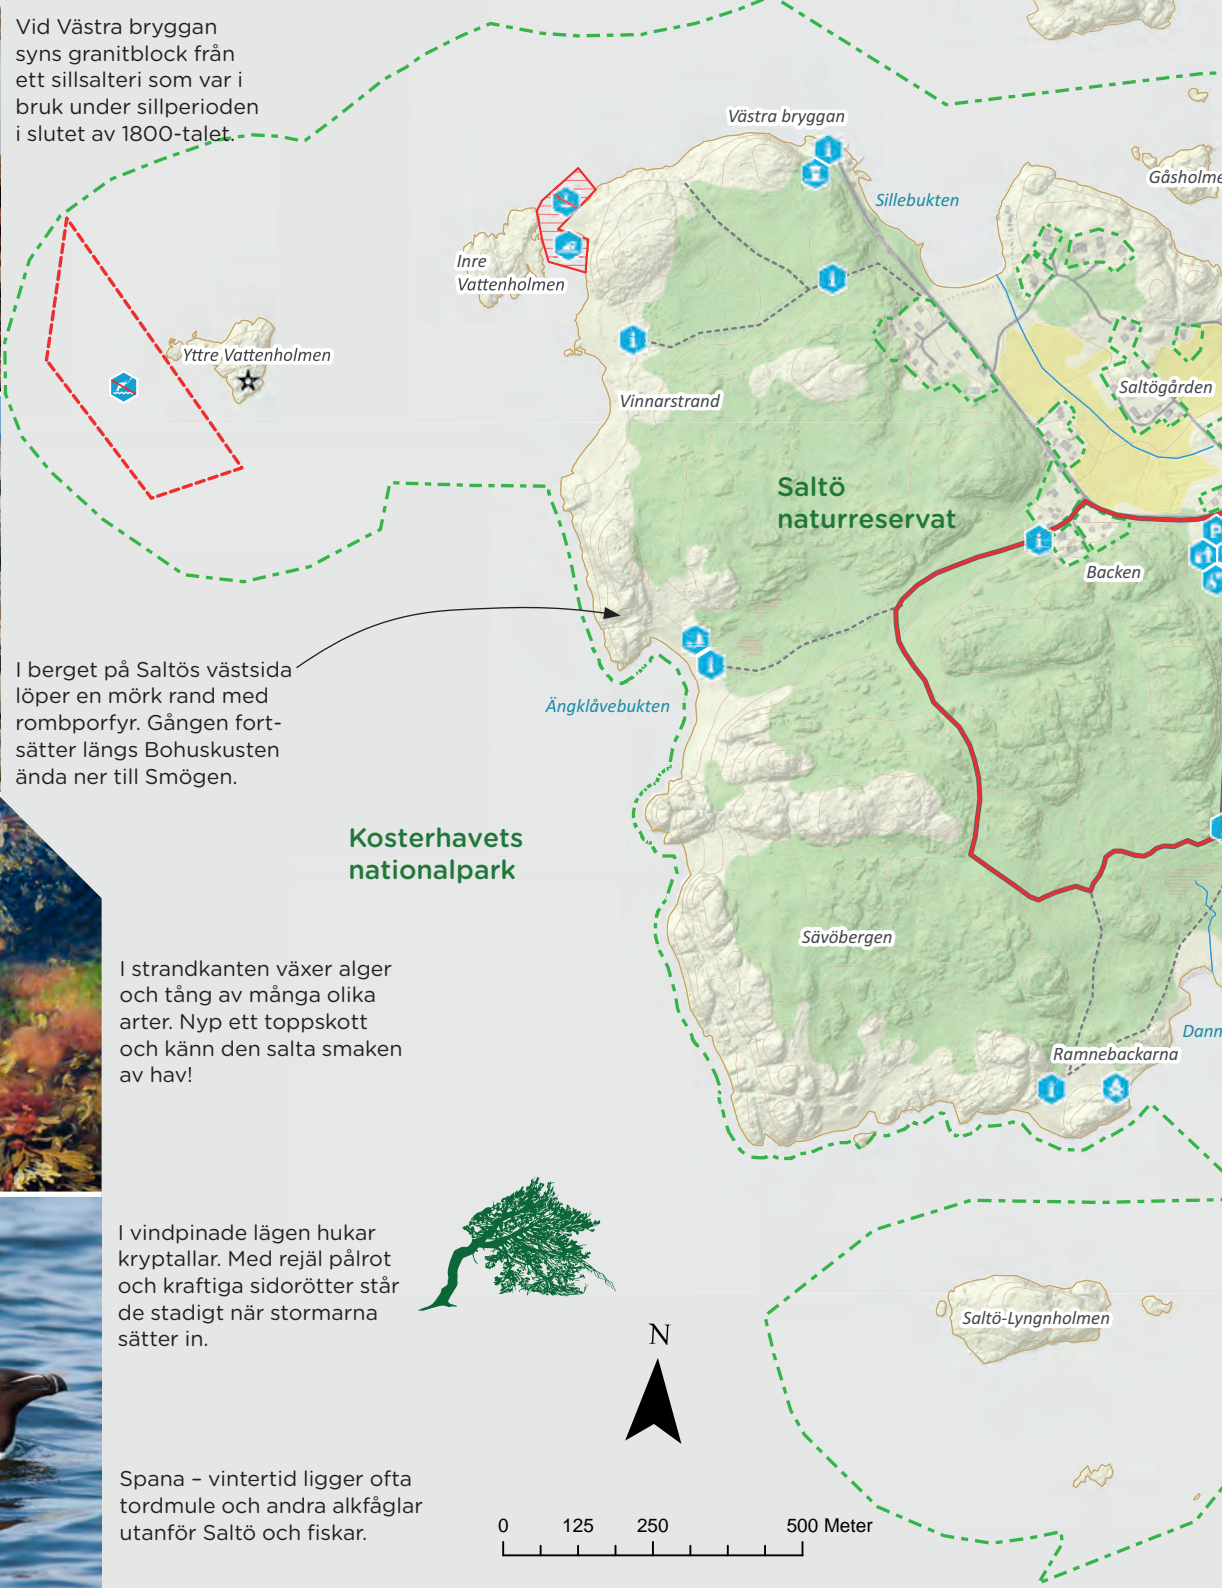 Vid Västra bryggan
syns granitblock från
ett sillsalteri som var i
bruk under sillperioden
i slutet av 1800-talet.
Västra bryggan
Gåsholme
Sillebukten
Inre
Vattenholmen
Yttre Vattenholmen
Vinnarstrand
Saltögården
Saltö
naturreservat
P
Backen
I berget på Saltös västsida
löper en mörk rand med
rombporfyr. Gången fort-
sätter längs Bohuskusten
ända ner till Smögen.
Ängklåvebukten
Kosterhavets
nationalpark
Sävöbergen
I strandkanten växer alger
och tång av många olika
arter. Nyp ett toppskott
och känn den salta smaken
av hav!
Dann
Ramnebackarna
I vindpinade lägen hukar
kryptallar. Med rejäl pålrot
och kraftiga sidorötter står
de stadigt när stormarna
sätter in.
Saltö-Lyngnholmen
N
Spana – vintertid ligger ofta
tordmule och andra alkfåglar
utanför Saltö och fiskar.
0 125 250 500 Meter